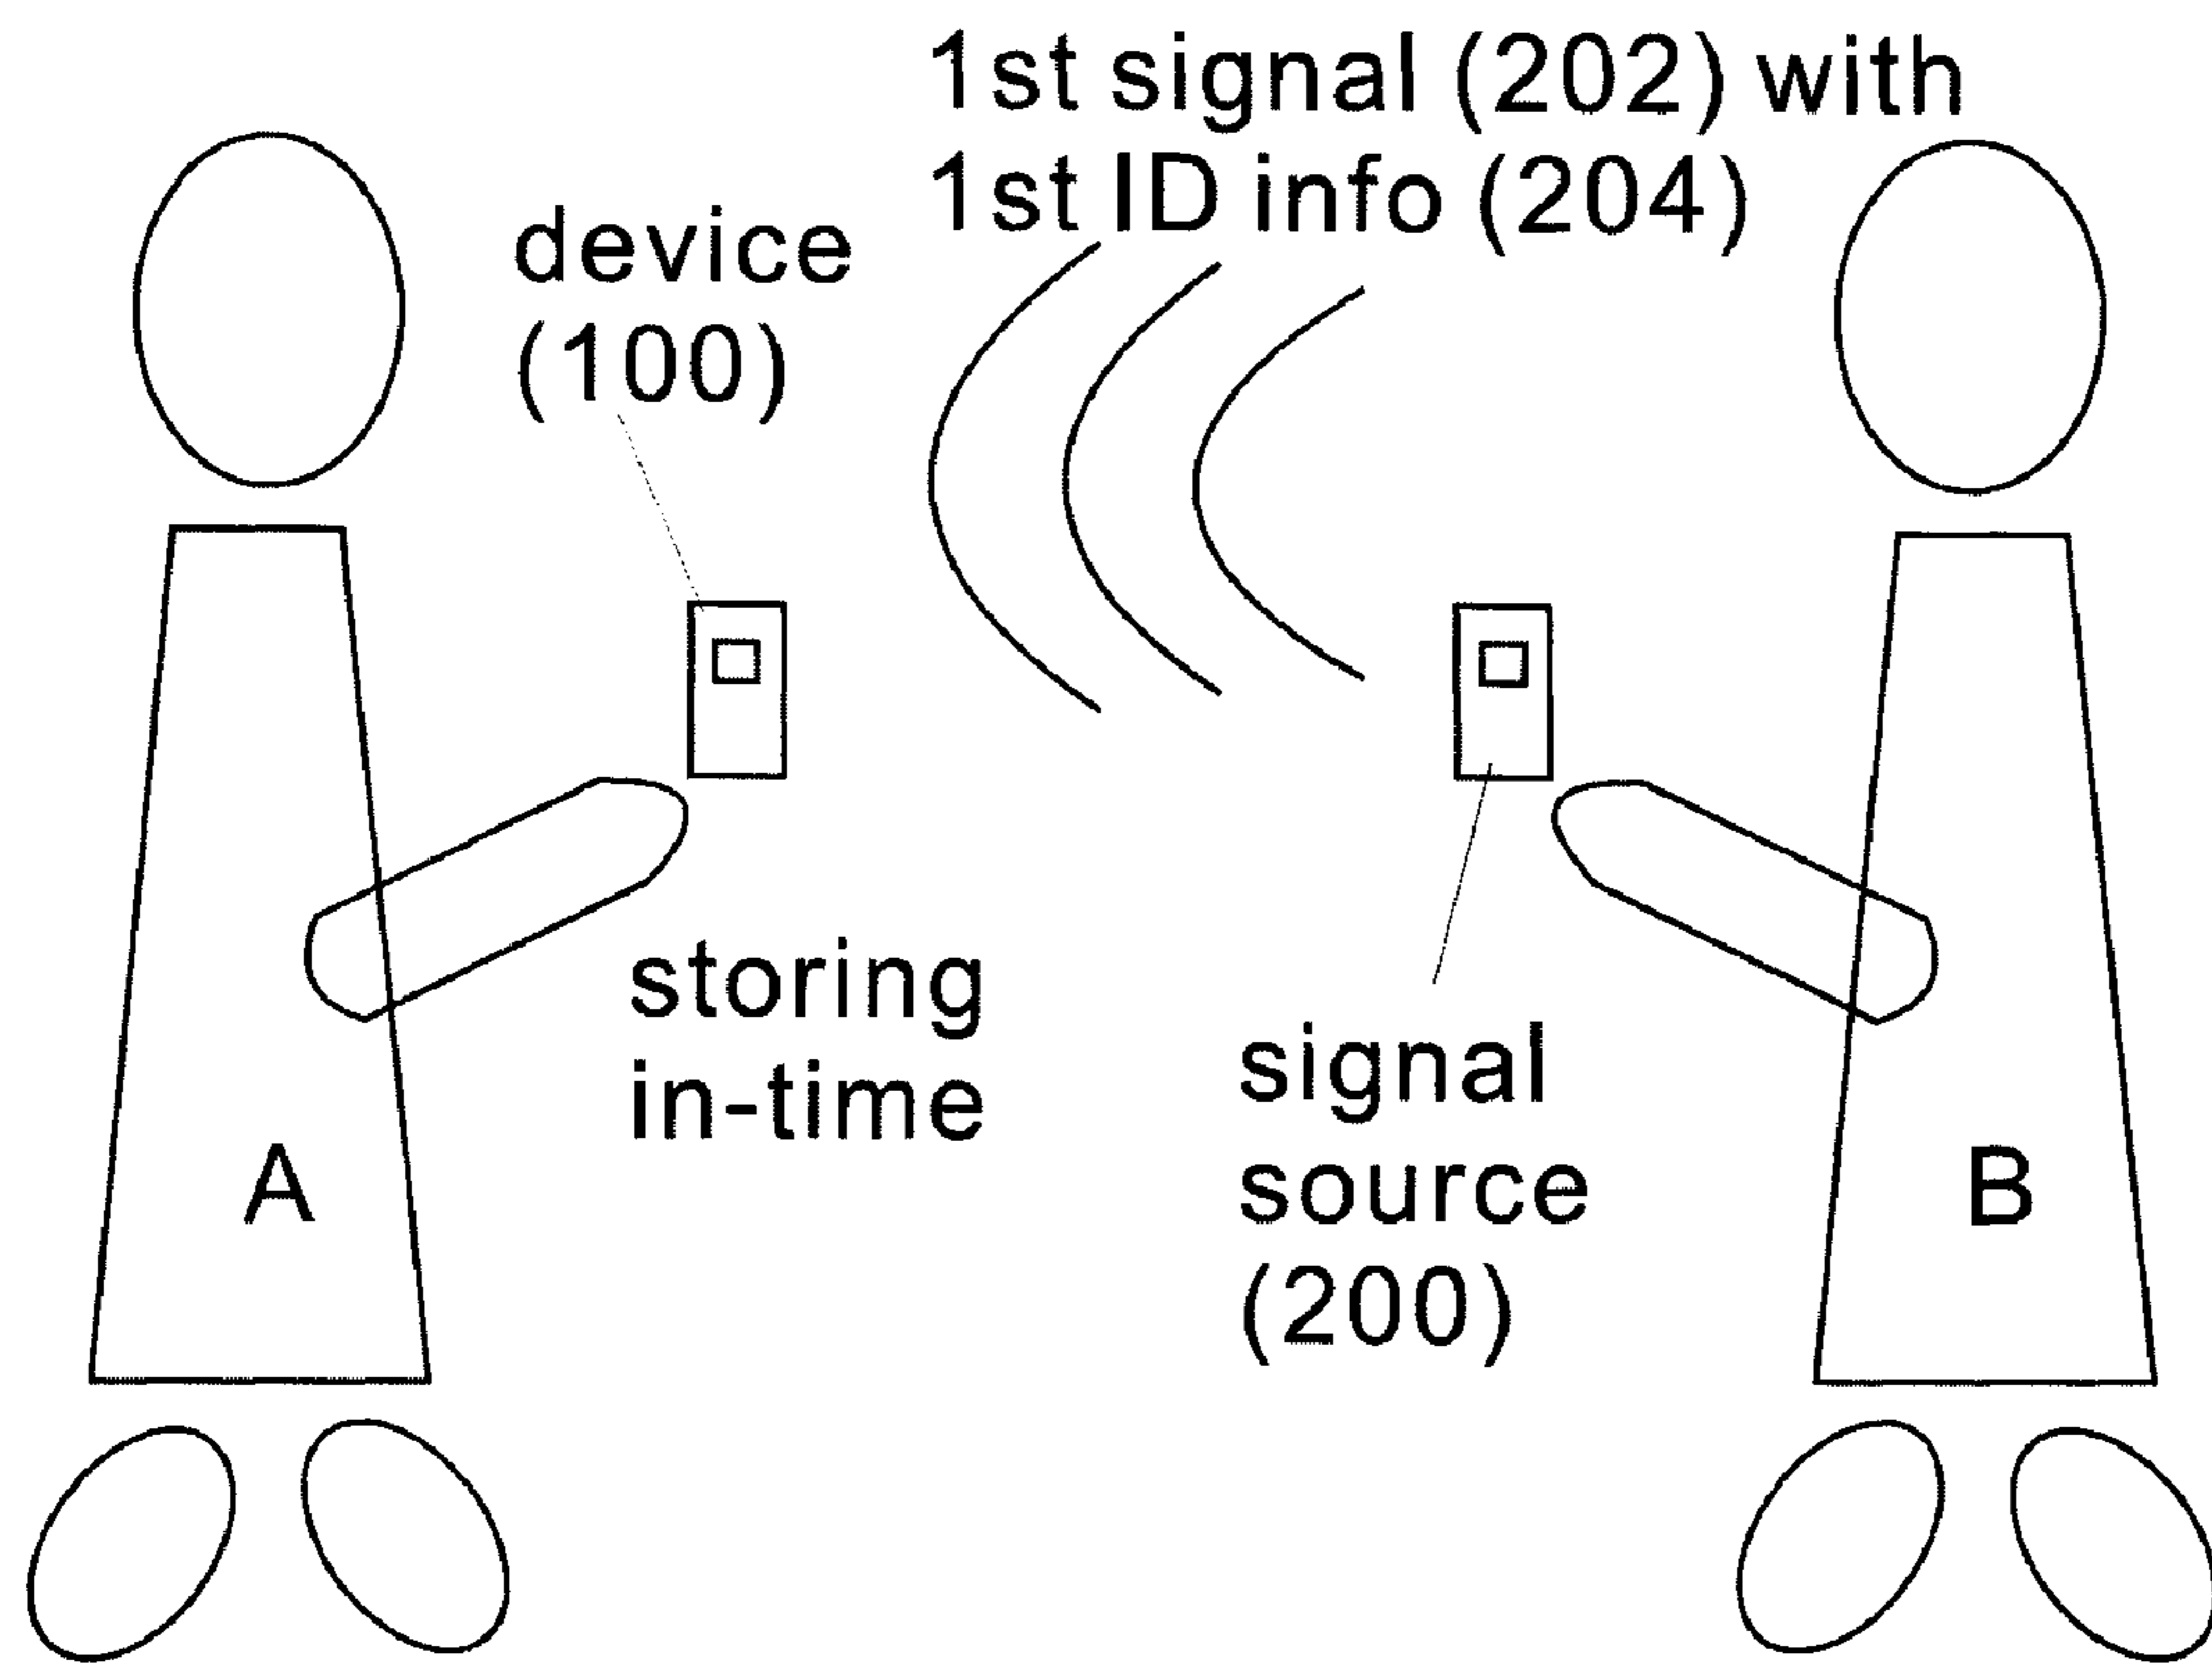 1st signal (202) with
1st ID info (204)
device
(100)
storing
in-time
signal
source
(200)
A
B